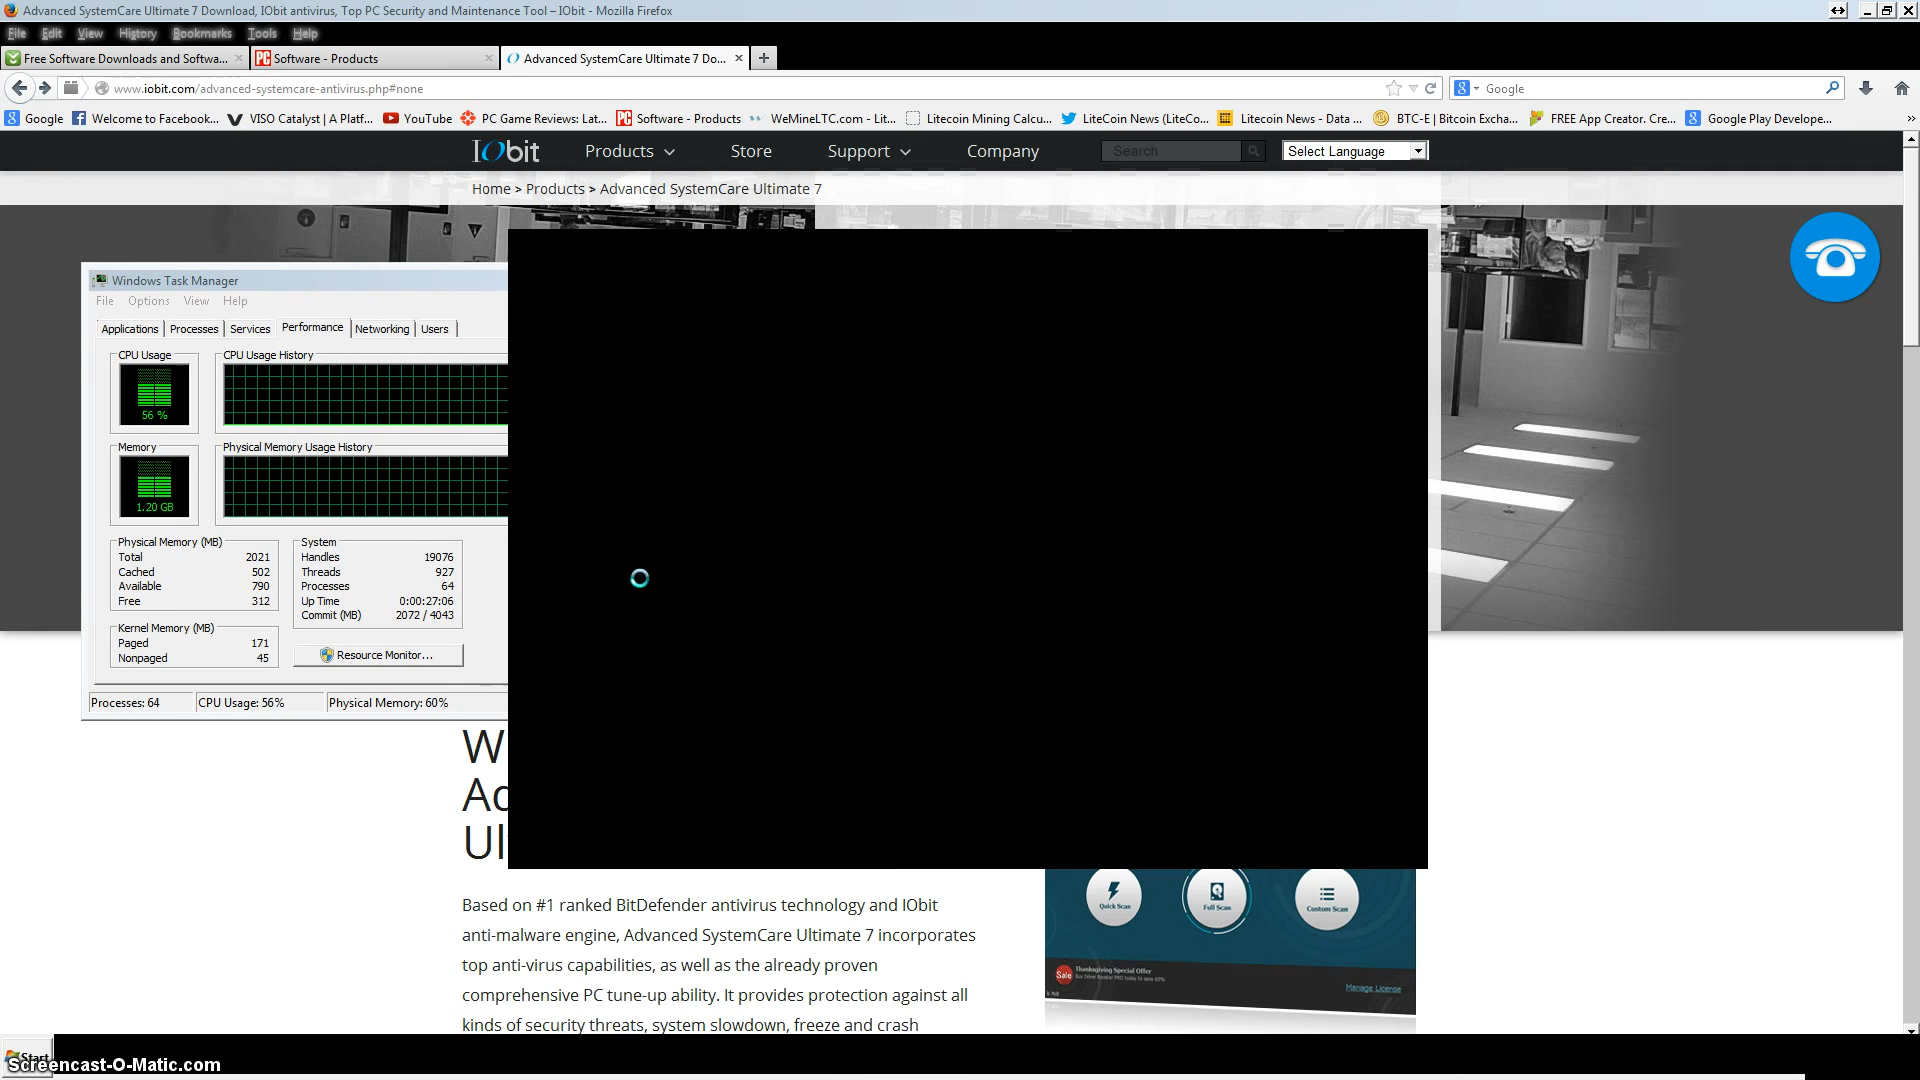 Advanced SystemCare Ultimate 7 Download, IObit antivirus, Top PC Security and Maintenance Tool – IObit - Mozilla Firefox
File Edit View History Bookmarks Tools Help
Free Software Downloads and Softwa...
Software - Products
Advanced SystemCare Ultimate 7 Do...
www.iobit.com/advanced-systemcare-antivirus.php#none
Google
Google
Welcome to Facebook...
VISO Catalyst | A Platf...
YouTube
PC Game Reviews: Lat...
Software - Products
WeMineLTC.com - Lit...
Litecoin Mining Calcu...
LiteCoin News (LiteCo...
Litecoin News - Data ...
BTC-E | Bitcoin Excha...
FREE App Creator. Cre...
Google Play Develope...
IObit
Products
Store
Support
Company
Search
Select Language
Home > Products > Advanced SystemCare Ultimate 7
Windows Task Manager
File Options View Help
Applications Processes Services Performance Networking Users
CPU Usage
56 %
CPU Usage History
Memory
1.20 GB
Physical Memory Usage History
Physical Memory (MB)
Total 2021
Cached 502
Available 790
Free 312
System
Handles 19076
Threads 927
Processes 64
Up Time 0:00:27:06
Commit (MB) 2072 / 4043
Kernel Memory (MB)
Paged 171
Nonpaged 45
Resource Monitor...
Processes: 64
CPU Usage: 56%
Physical Memory: 60%
W
Ad
Ul
Based on #1 ranked BitDefender antivirus technology and IObit
anti-malware engine, Advanced SystemCare Ultimate 7 incorporates
top anti-virus capabilities, as well as the already proven
comprehensive PC tune-up ability. It provides protection against all
kinds of security threats, system slowdown, freeze and crash
Quick Scan
Full Scan
Custom Scan
Sale
Thanksgiving Special Offer
Buy Driver Booster PRO today to save 65%
Manage License
Start
Screencast-O-Matic.com